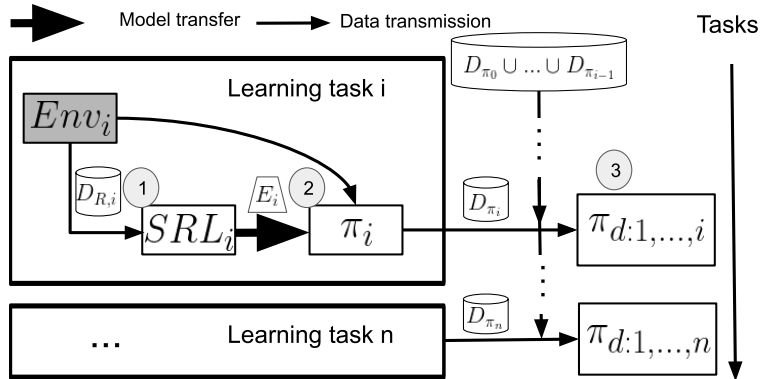 Model transfer
Data transmission
Tasks
D_{π_0} ∪ ... ∪ D_{π_{i-1}}
Learning task i
Env_i
D_{R,i}
1
E_i
2
D_{π_i}
3
SRL_i
π_i
π_{d:1,...,i}
Learning task n
...
D_{π_n}
π_{d:1,...,n}